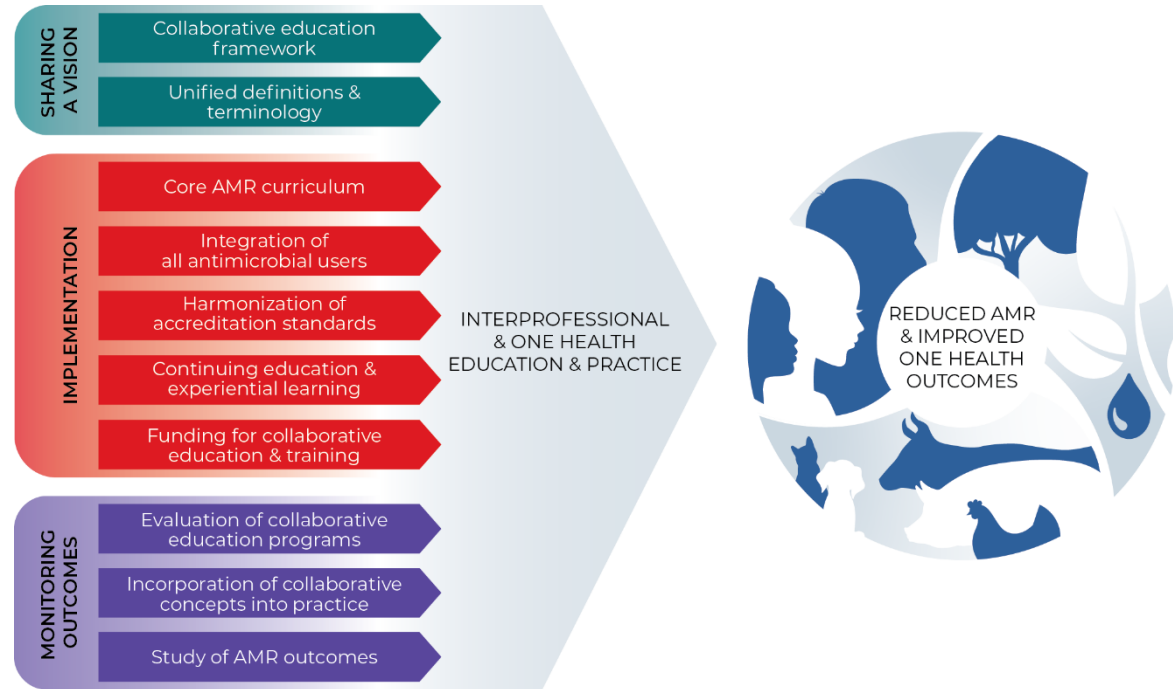 SHARING
A VISION
Collaborative education
framework
Unified definitions &
terminology
IMPLEMENTATION
Core AMR curriculum
Integration of
all antimicrobial users
Harmonization of
accreditation standards
Continuing education &
experiential learning
Funding for collaborative
education & training
MONITORING
OUTCOMES
Evaluation of collaborative
education programs
Incorporation of collaborative
concepts into practice
Study of AMR outcomes
INTERPROFESSIONAL
& ONE HEALTH
EDUCATION & PRACTICE
REDUCED AMR
& IMPROVED
ONE HEALTH
OUTCOMES